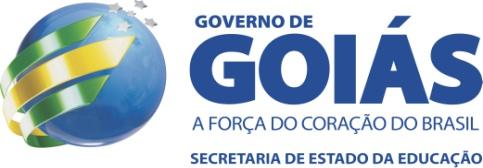 GOVERNO DE
GOIÁS
A FORÇA DO CORAÇÃO DO BRASIL
SECRETARIA DE ESTADO DA EDUCAÇÃO